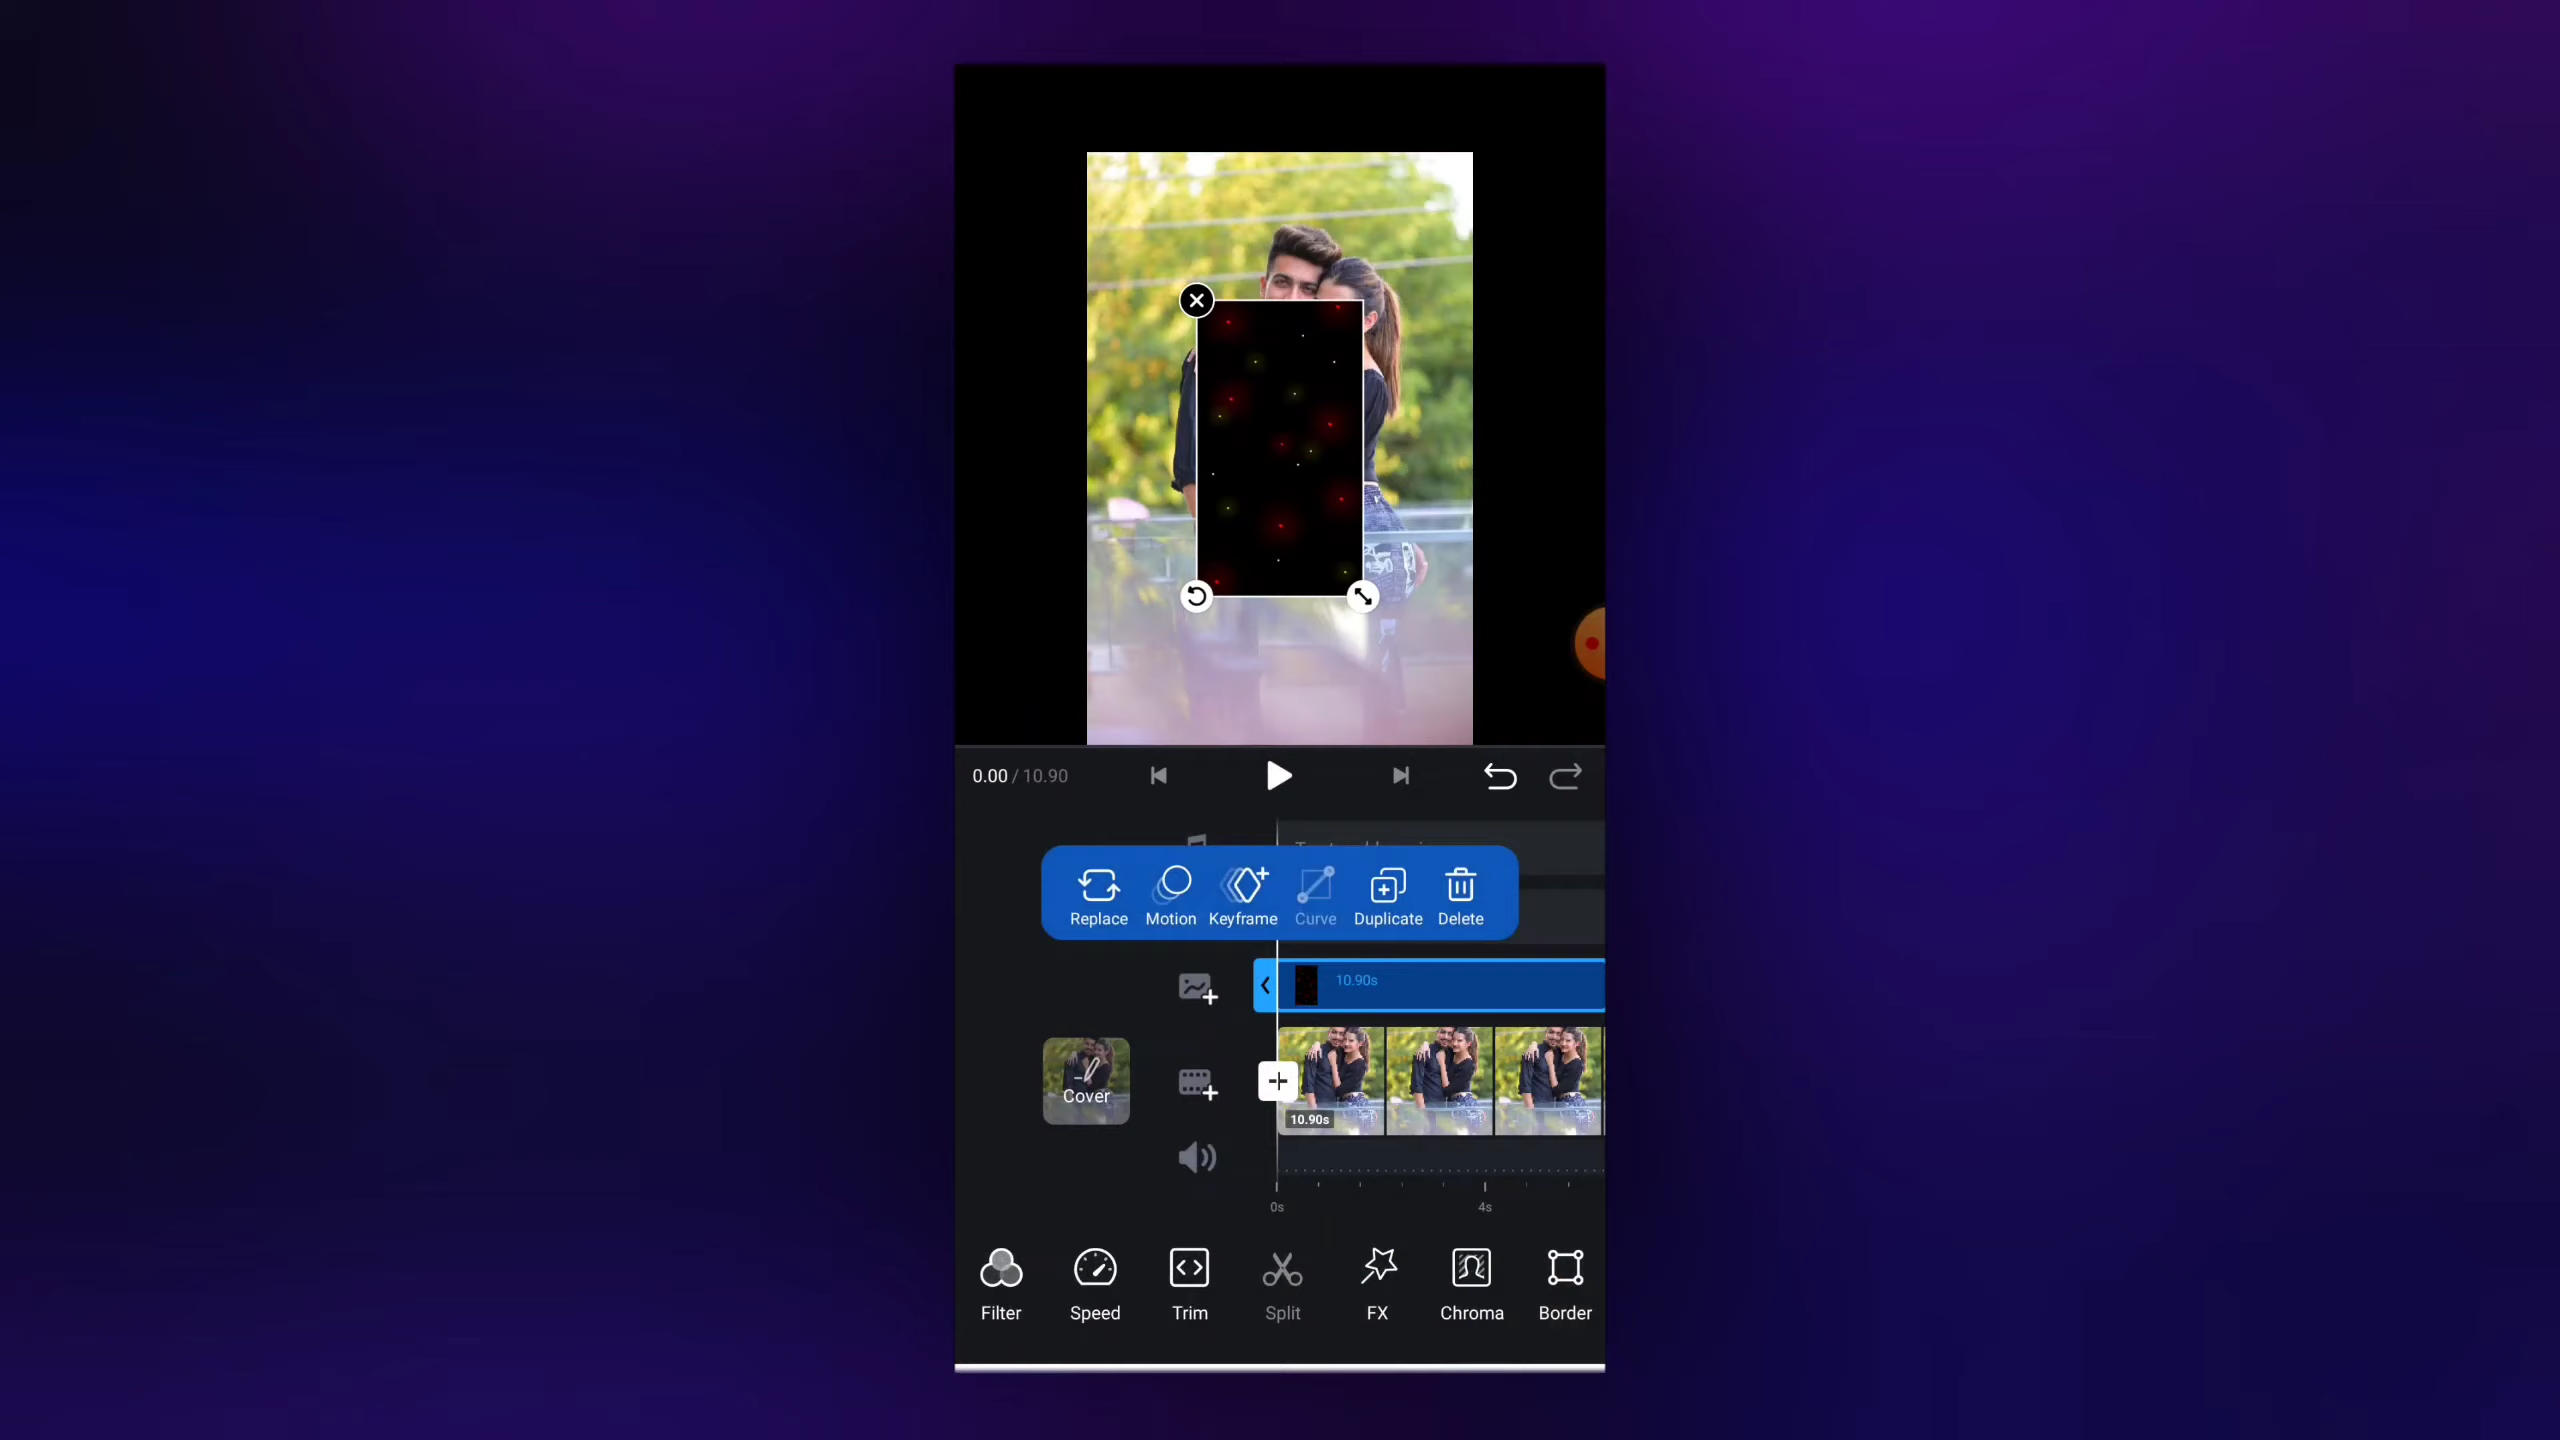 0.00 / 10.90
Replace Motion Keyframe Curve Duplicate Delete
10.90s
Cover
10.90s
0s 4s
Filter Speed Trim Split FX Chroma Border